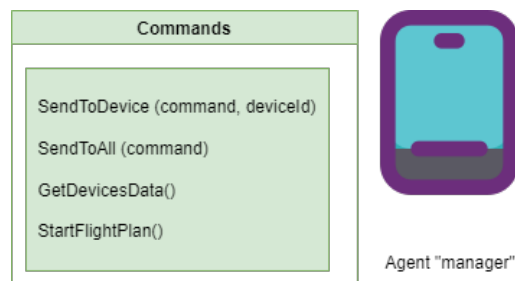 Commands
SendToDevice (command, deviceId)
SendToAll (command)
GetDevicesData()
StartFlightPlan()
Agent "manager"